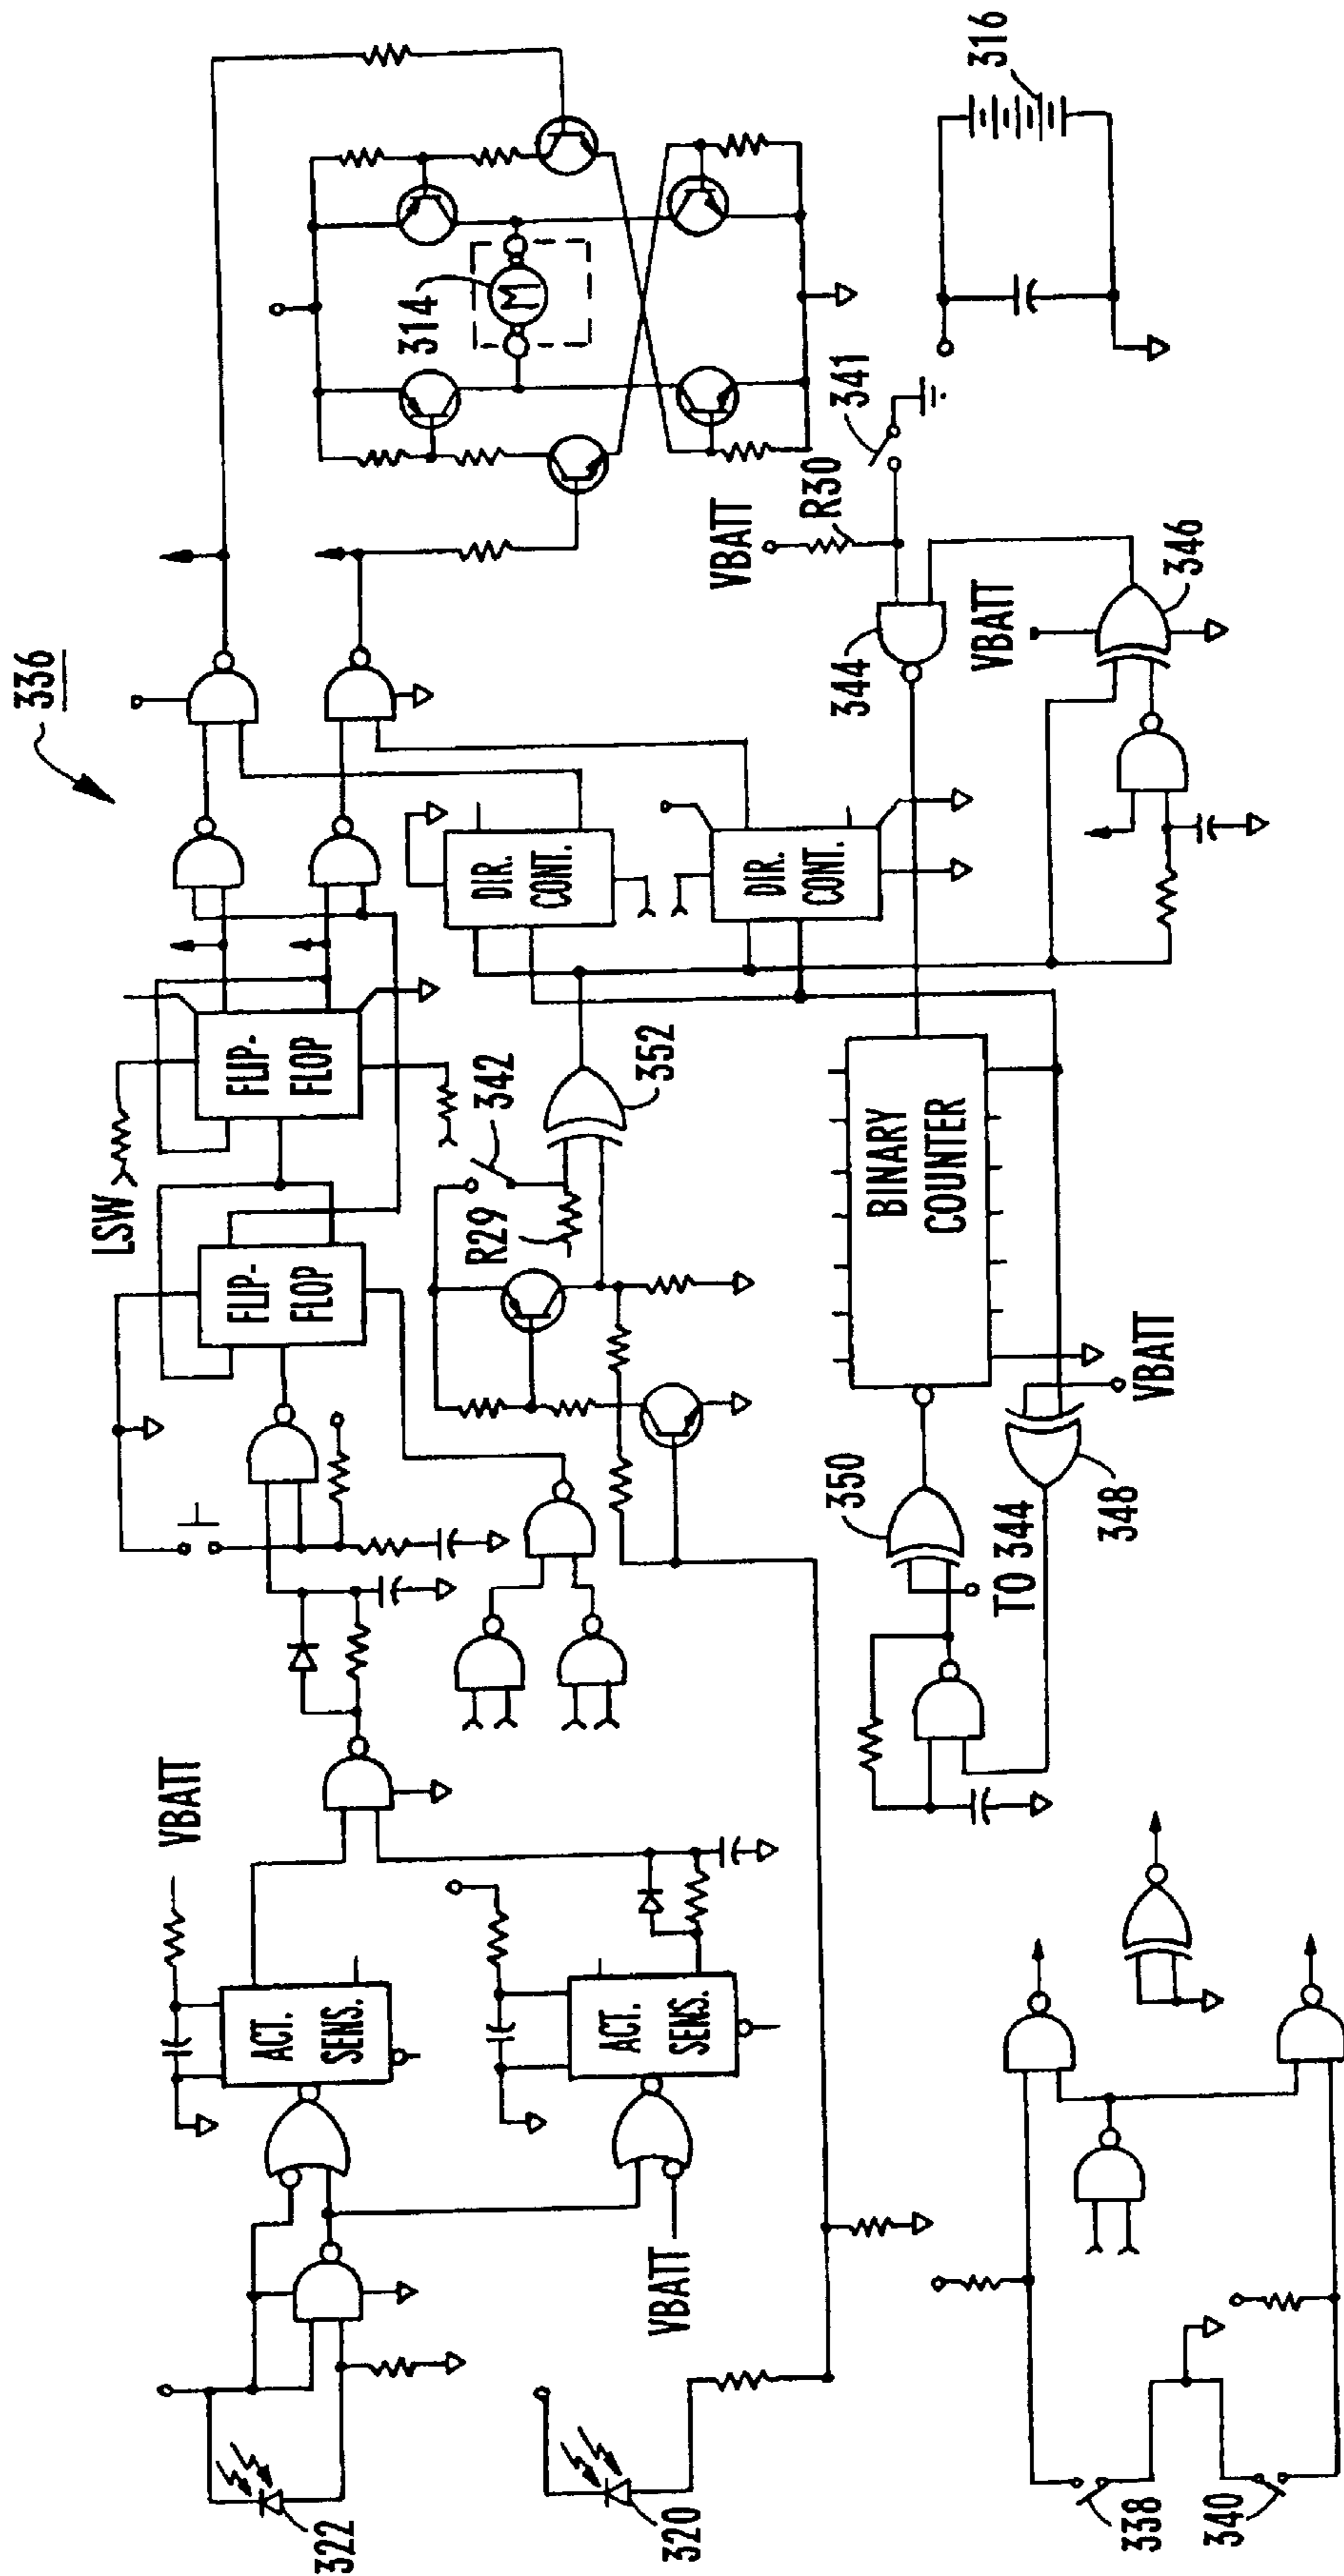 336
LSW
VBATT
FLIP-
FLOP
FLIP-
FLOP
314
M
316
ACT.
SENS.
ACT.
SENS.
VBATT
322
320
R29
342
352
DIR.
CONT.
DIR.
CONT.
VBATT
R30
341
344
VBATT
346
BINARY
COUNTER
350
TO 344
348
VBATT
338
340